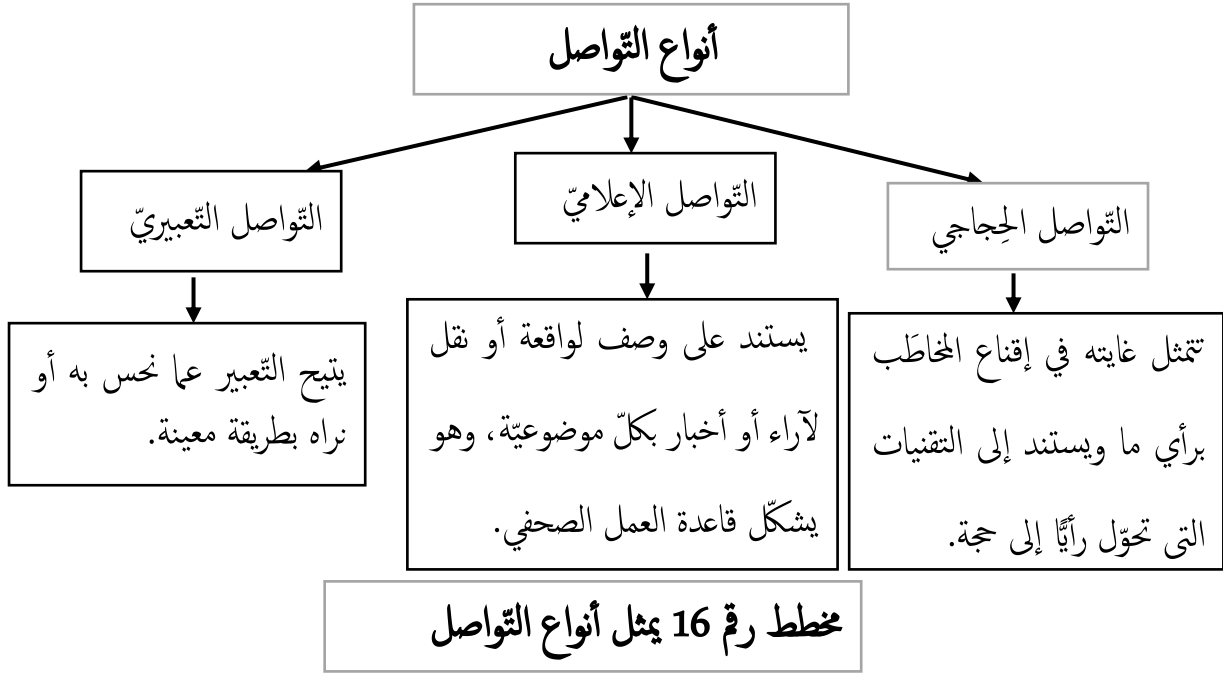 أنواع التّواصل
التّواصل الحِجاجي
التّواصل الإعلاميّ
التّواصل التّعبيريّ
تتمثل غايته في إقناع المخاطَب
برأي ما ويستند إلى التقنيات
التى تحوّل رأيًّا إلى حجة.
يستند على وصف لواقعة أو نقل
لآراء أو أخبار بكلّ موضوعيّة، وهو
يشكّل قاعدة العمل الصحفي.
يتيح التّعبير عما نحس به أو
نراه بطريقة معينة.
مخطط رقم 16 يمثل أنواع التّواصل